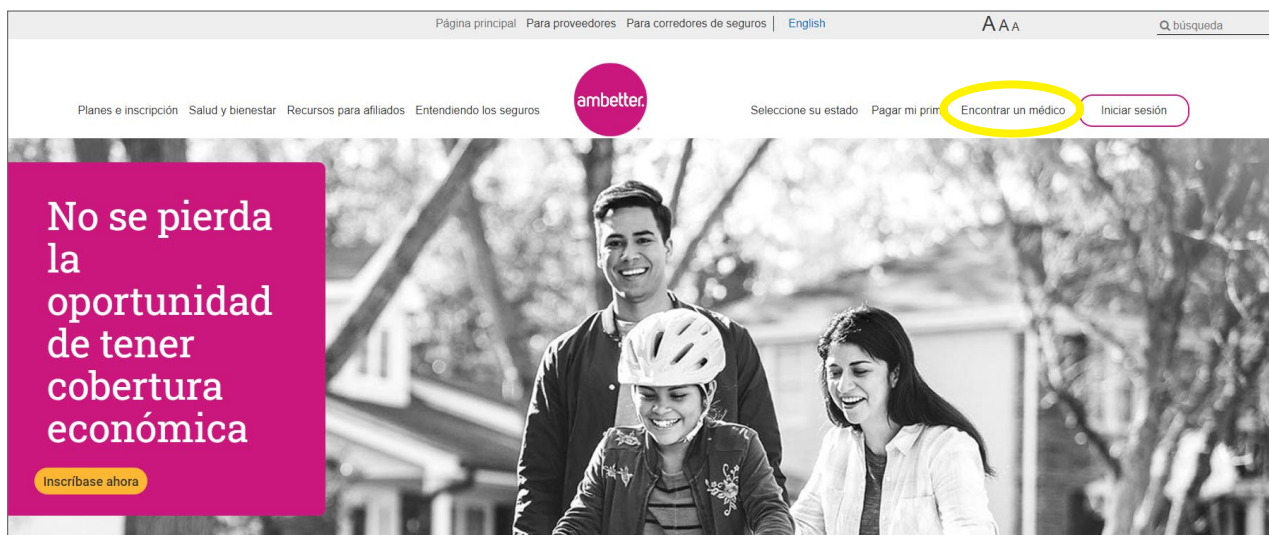 Página principal Para proveedores Para corredores de seguros | English AAA búsqueda
Planes e inscripción Salud y bienestar Recursos para afiliados Entendiendo los seguros ambetter. Seleccione su estado Pagar mi prim Encontrar un médico Iniciar sesión
No se pierda
la
oportunidad
de tener
cobertura
económica
Inscríbase ahora